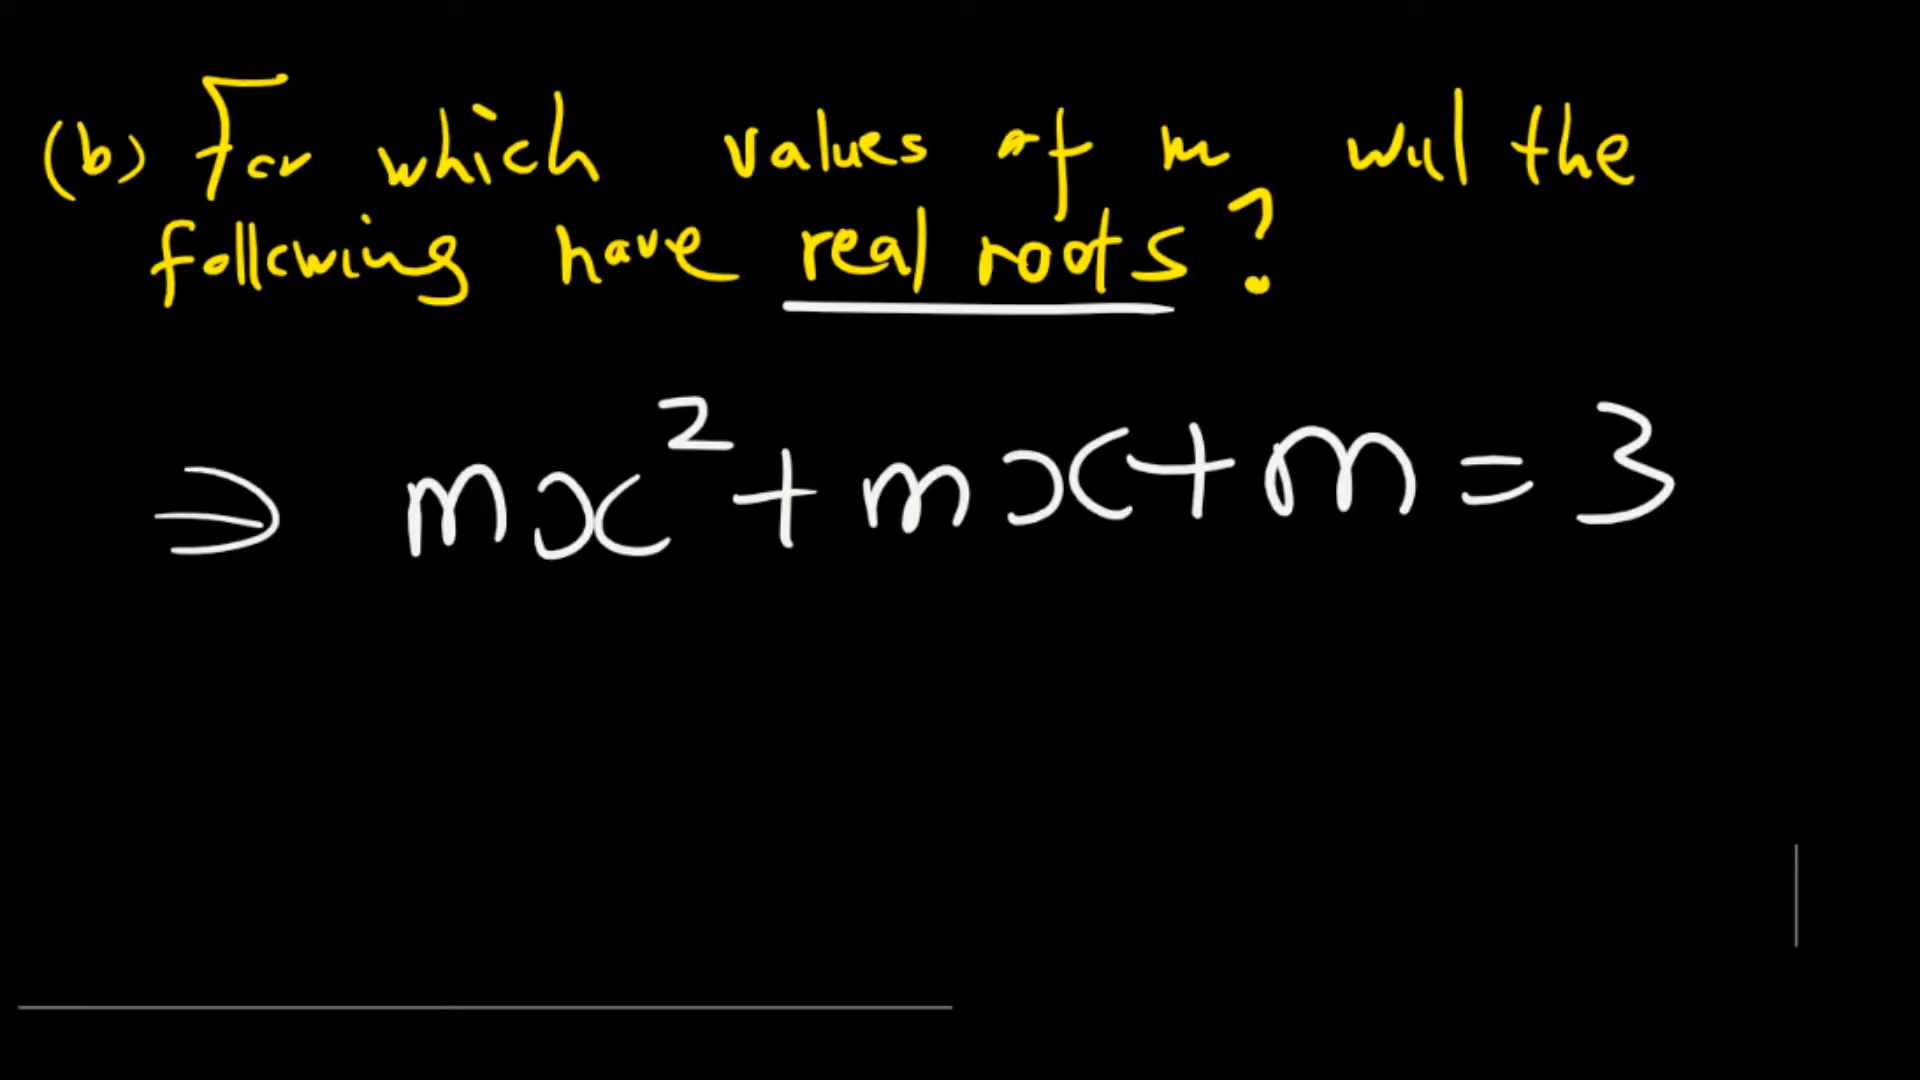 (b) For which values of m will the
following have real roots?
⇒ mx² + mx + m = 3